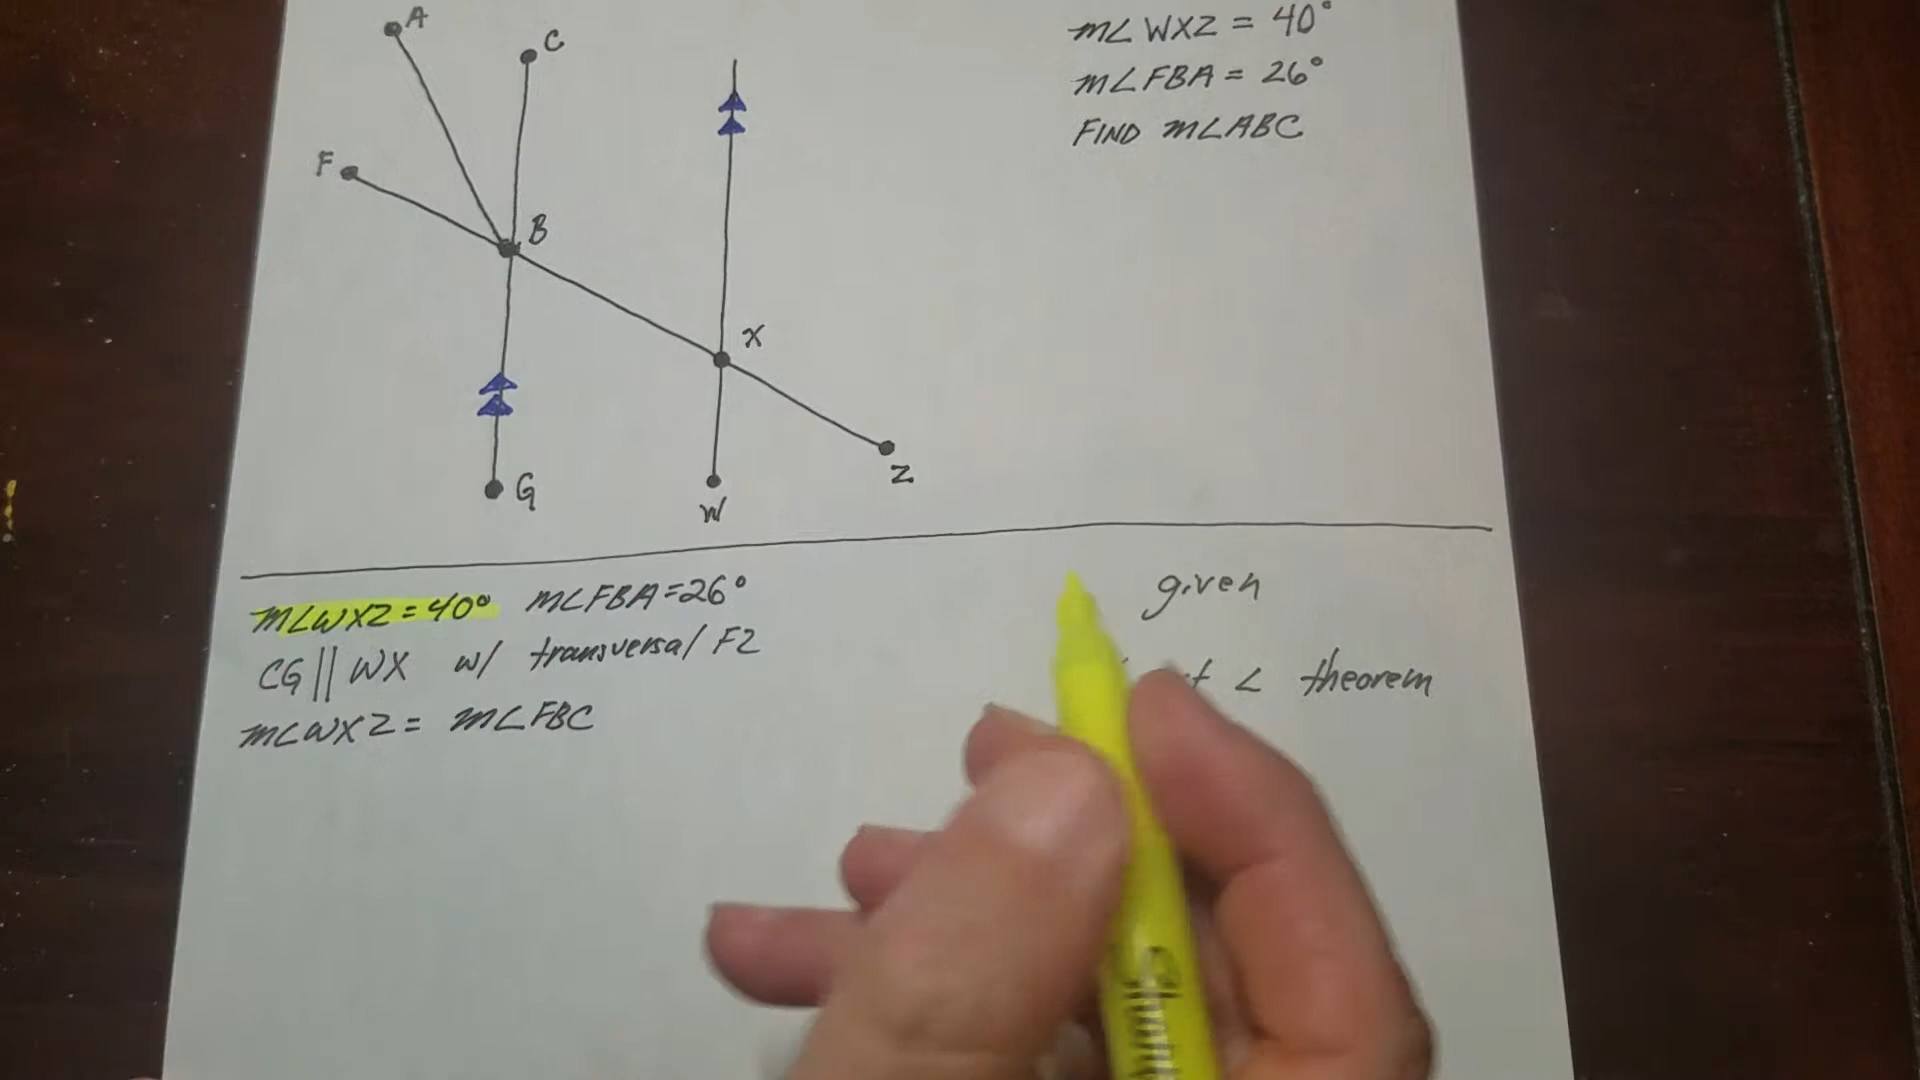 A
C
F
B
X
G
W
Z
m∠WXZ = 40°
m∠FBA = 26°
FIND m∠ABC
m∠WXZ = 40° m∠FBA = 26°
given
CG || WX w/ transversal FZ
∠ theorem
m∠WXZ = m∠FBC